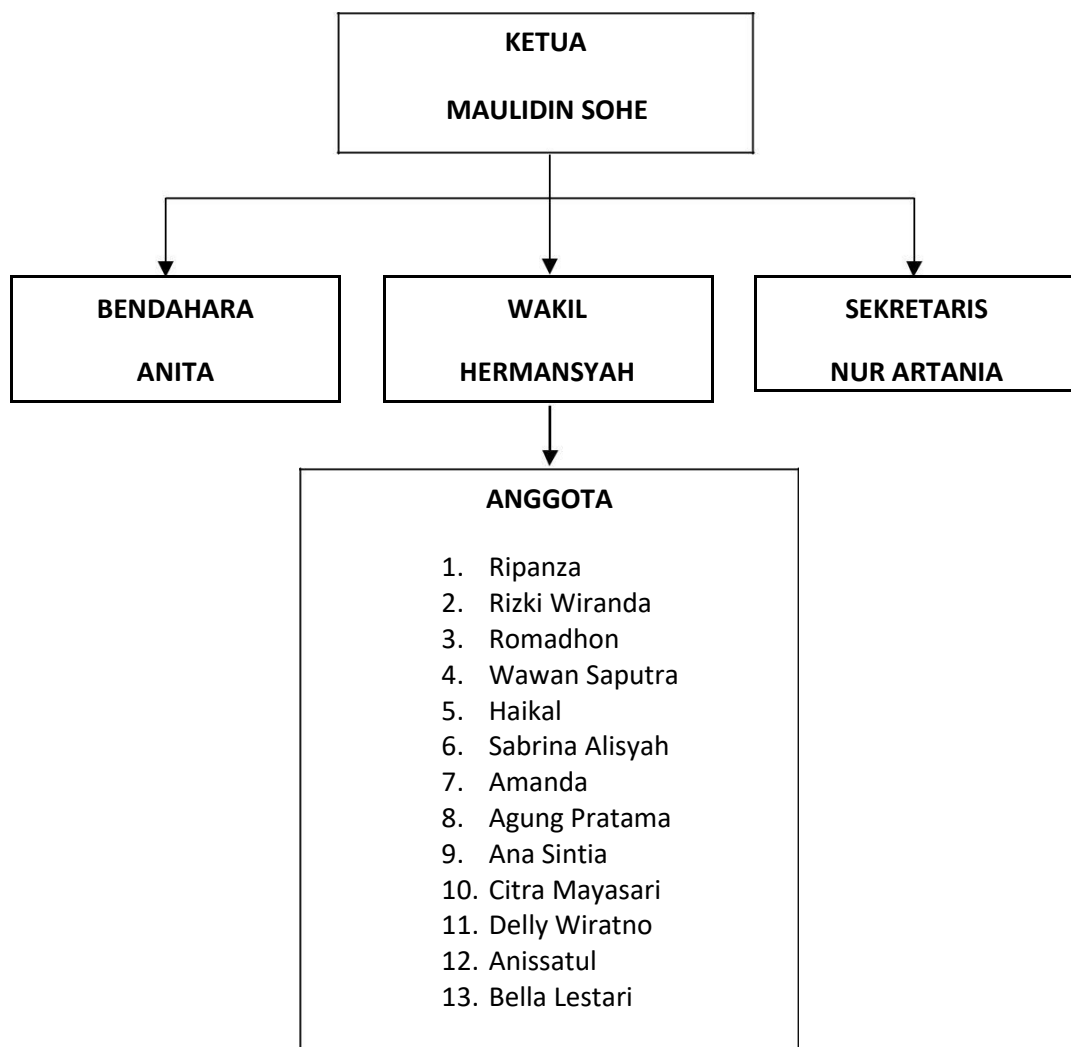 KETUA
MAULIDIN SOHE
BENDAHARA
ANITA
WAKIL
HERMANSYAH
SEKRETARIS
NUR ARTANIA
ANGGOTA
1. Ripanza
2. Rizki Wiranda
3. Romadhon
4. Wawan Saputra
5. Haikal
6. Sabrina Alisyah
7. Amanda
8. Agung Pratama
9. Ana Sintia
10. Citra Mayasari
11. Delly Wiratno
12. Anissatul
13. Bella Lestari